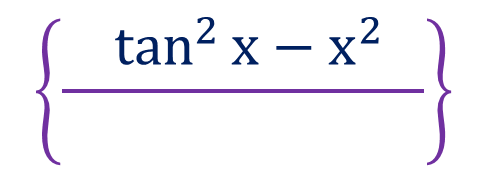 { tan² x − x² }